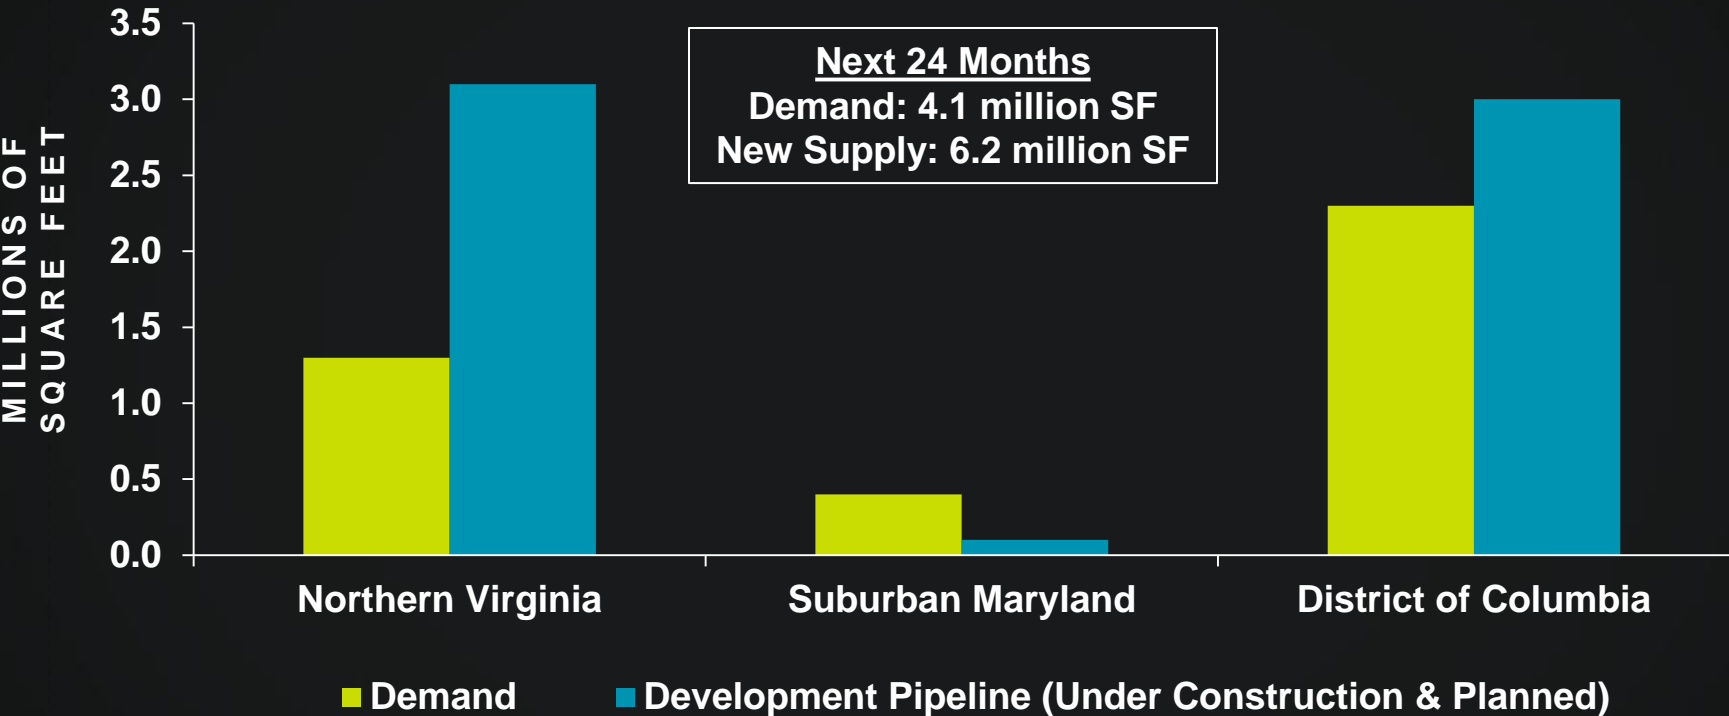 MILLIONS OF
SQUARE FEET
3.5
3.0
2.5
2.0
1.5
1.0
0.5
0.0
Next 24 Months
Demand: 4.1 million SF
New Supply: 6.2 million SF
Northern Virginia
Suburban Maryland
District of Columbia
Demand
Development Pipeline (Under Construction & Planned)